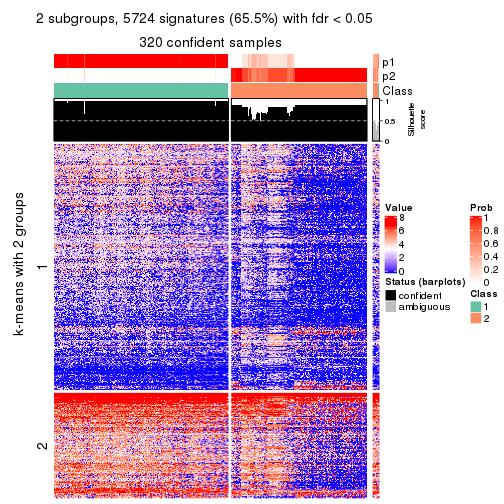 2 subgroups, 5724 signatures (65.5%) with fdr < 0.05
320 confident samples
p1
p2
Class
1
0.5
0
Silhouette
score
k-means with 2 groups
1
2
Value
8
6
4
2
0
Status (barplots)
confident
ambiguous
Prob
1
0.8
0.6
0.4
0.2
0
Class
1
2